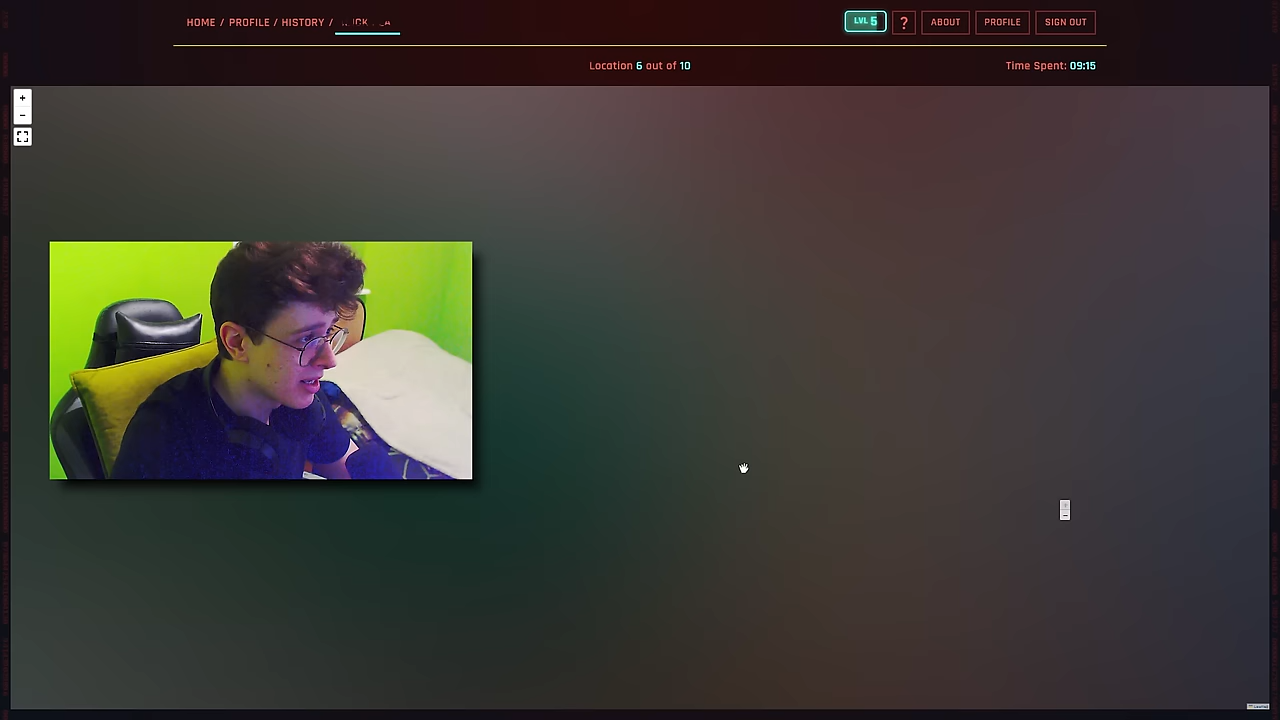 HOME / PROFILE / HISTORY /
LVL 5
?
ABOUT
PROFILE
SIGN OUT
Location 6 out of 10
Time Spent: 09:15
+
−
+
−